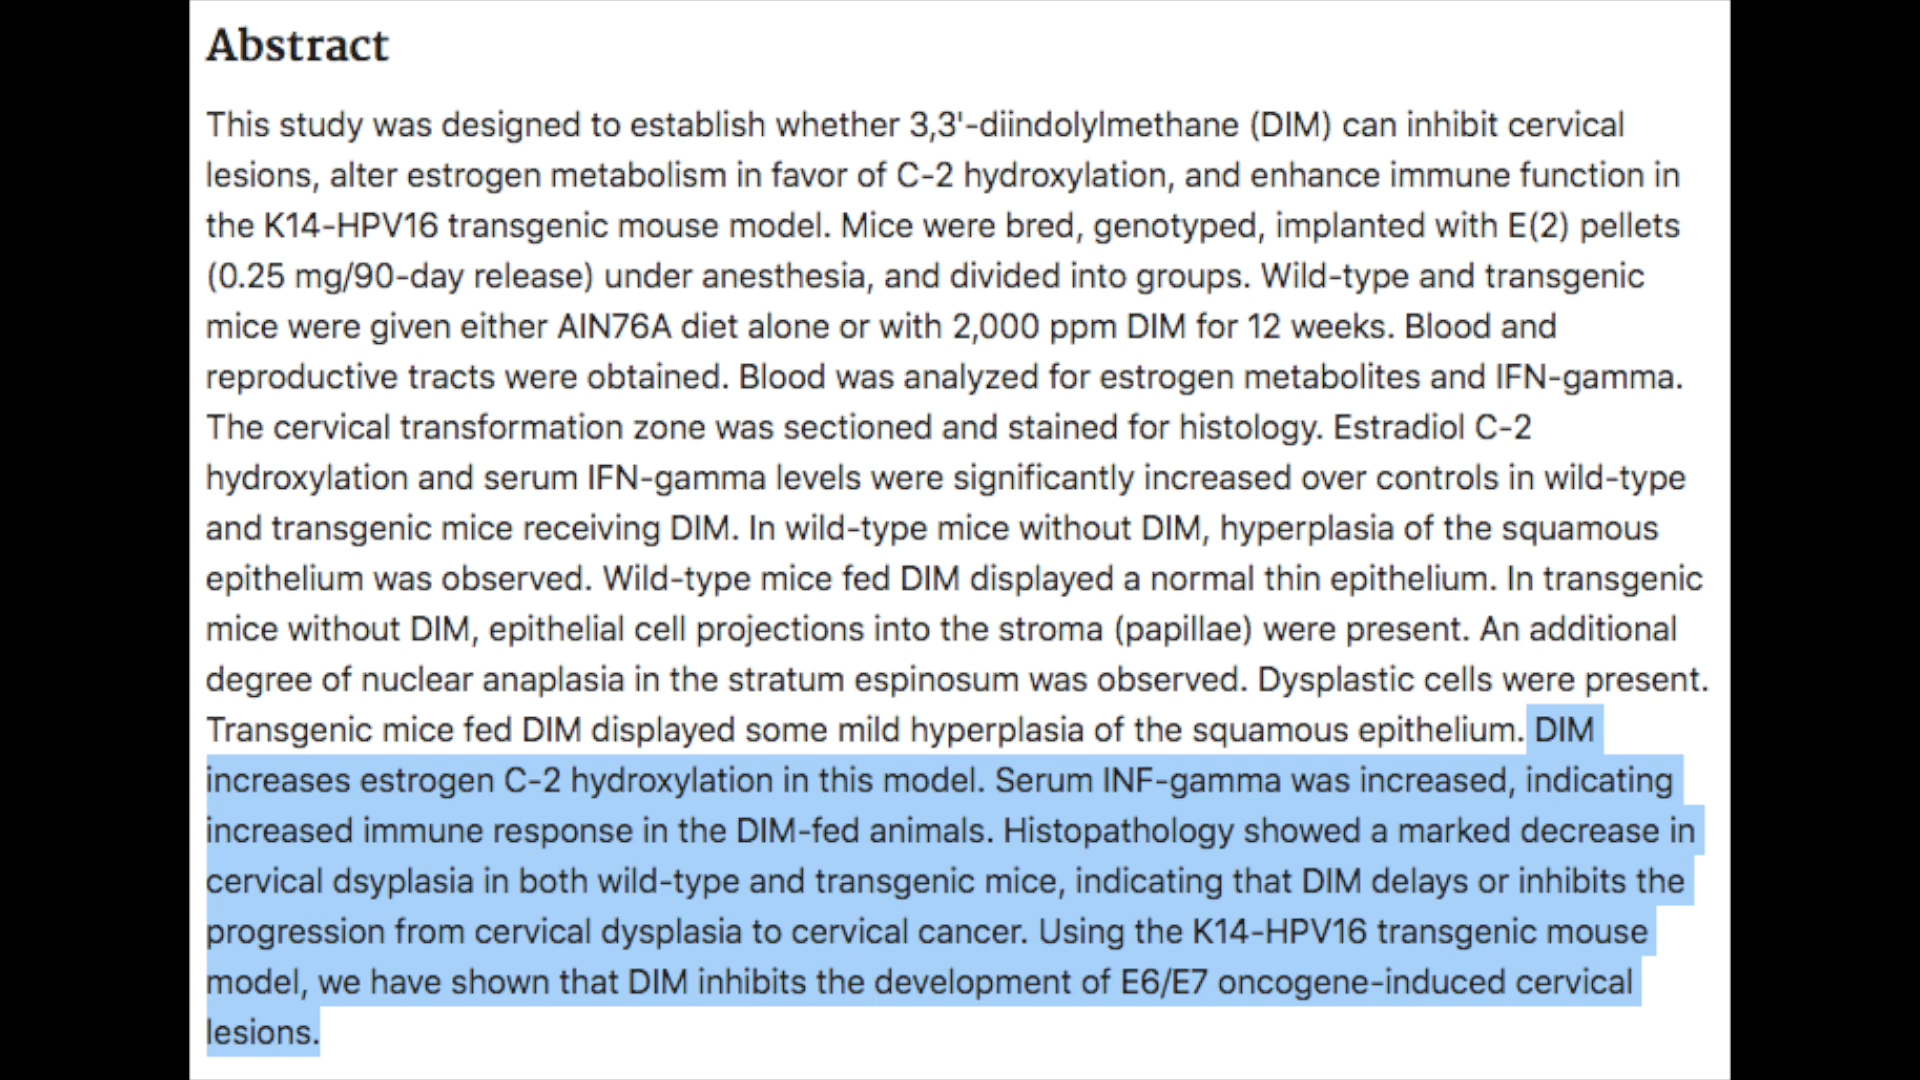 Abstract
This study was designed to establish whether 3,3'-diindolylmethane (DIM) can inhibit cervical
lesions, alter estrogen metabolism in favor of C-2 hydroxylation, and enhance immune function in
the K14-HPV16 transgenic mouse model. Mice were bred, genotyped, implanted with E(2) pellets
(0.25 mg/90-day release) under anesthesia, and divided into groups. Wild-type and transgenic
mice were given either AIN76A diet alone or with 2,000 ppm DIM for 12 weeks. Blood and
reproductive tracts were obtained. Blood was analyzed for estrogen metabolites and IFN-gamma.
The cervical transformation zone was sectioned and stained for histology. Estradiol C-2
hydroxylation and serum IFN-gamma levels were significantly increased over controls in wild-type
and transgenic mice receiving DIM. In wild-type mice without DIM, hyperplasia of the squamous
epithelium was observed. Wild-type mice fed DIM displayed a normal thin epithelium. In transgenic
mice without DIM, epithelial cell projections into the stroma (papillae) were present. An additional
degree of nuclear anaplasia in the stratum espinosum was observed. Dysplastic cells were present.
Transgenic mice fed DIM displayed some mild hyperplasia of the squamous epithelium. DIM
increases estrogen C-2 hydroxylation in this model. Serum INF-gamma was increased, indicating
increased immune response in the DIM-fed animals. Histopathology showed a marked decrease in
cervical dsyplasia in both wild-type and transgenic mice, indicating that DIM delays or inhibits the
progression from cervical dysplasia to cervical cancer. Using the K14-HPV16 transgenic mouse
model, we have shown that DIM inhibits the development of E6/E7 oncogene-induced cervical
lesions.